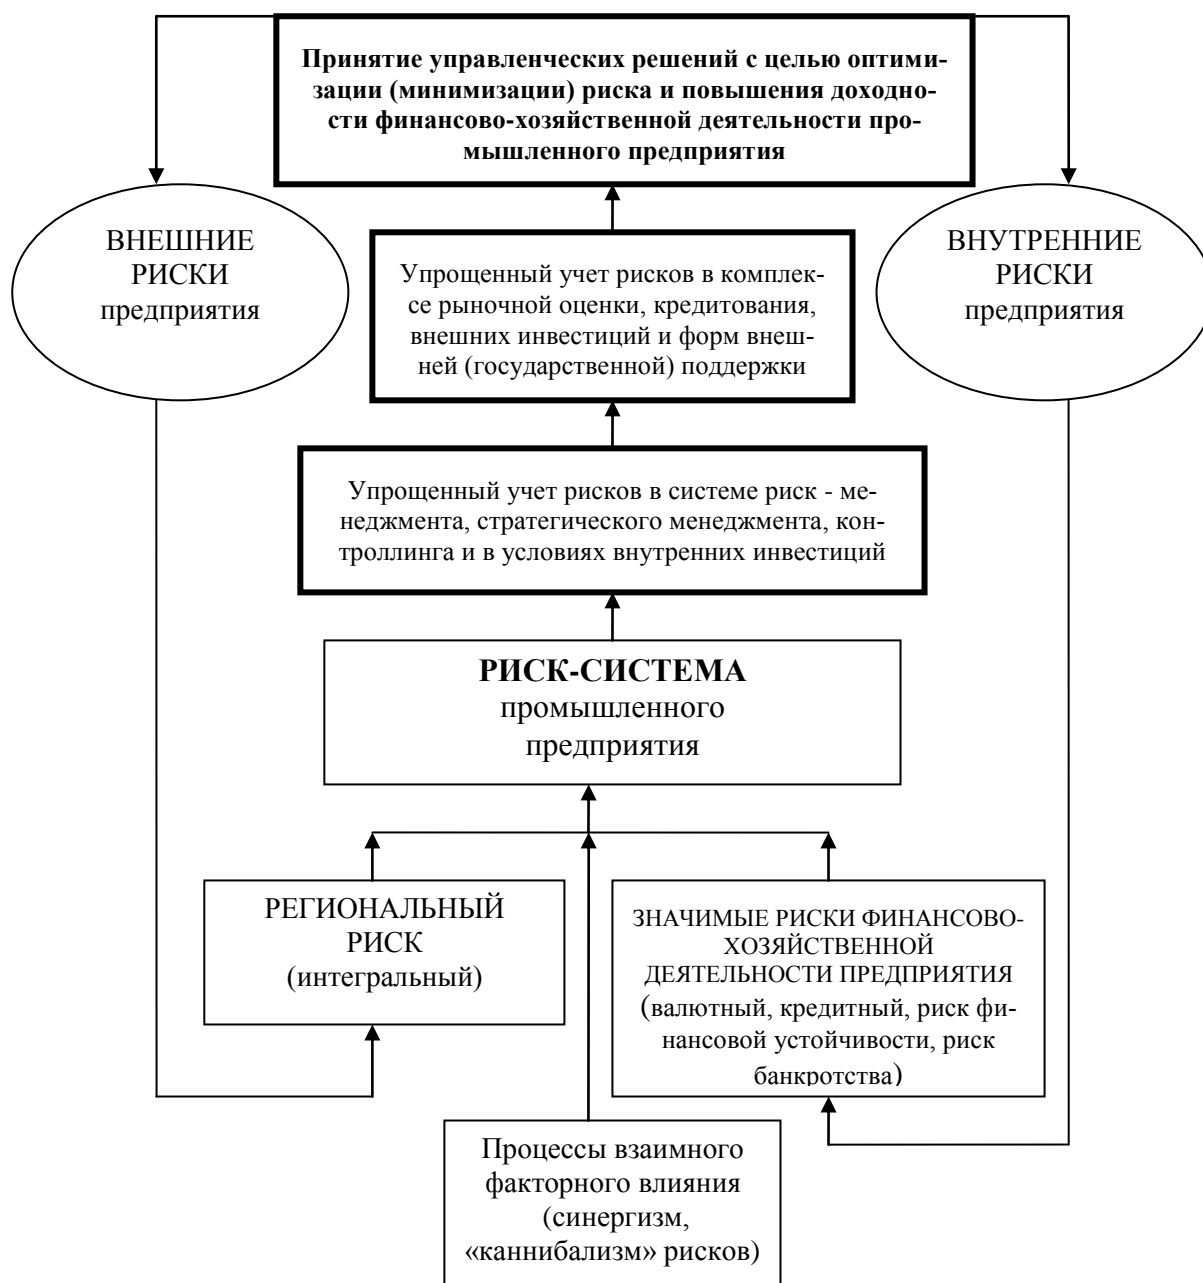 Принятие управленческих решений с целью оптими-
зации (минимизации) риска и повышения доходно-
сти финансово-хозяйственной деятельности про-
мышленного предприятия
ВНЕШНИЕ
РИСКИ
предприятия
ВНУТРЕННИЕ
РИСКИ
предприятия
Упрощенный учет рисков в комплек-
се рыночной оценки, кредитования,
внешних инвестиций и форм внеш-
ней (государственной) поддержки
Упрощенный учет рисков в системе риск - ме-
неджмента, стратегического менеджмента, кон-
троллинга и в условиях внутренних инвестиций
РИСК-СИСТЕМА
промышленного
предприятия
РЕГИОНАЛЬНЫЙ
РИСК
(интегральный)
ЗНАЧИМЫЕ РИСКИ ФИНАНСОВО-
ХОЗЯЙСТВЕННОЙ
ДЕЯТЕЛЬНОСТИ ПРЕДПРИЯТИЯ
(валютный, кредитный, риск фи-
нансовой устойчивости, риск
банкротства)
Процессы взаимного
факторного влияния
(синергизм,
«каннибализм» рисков)